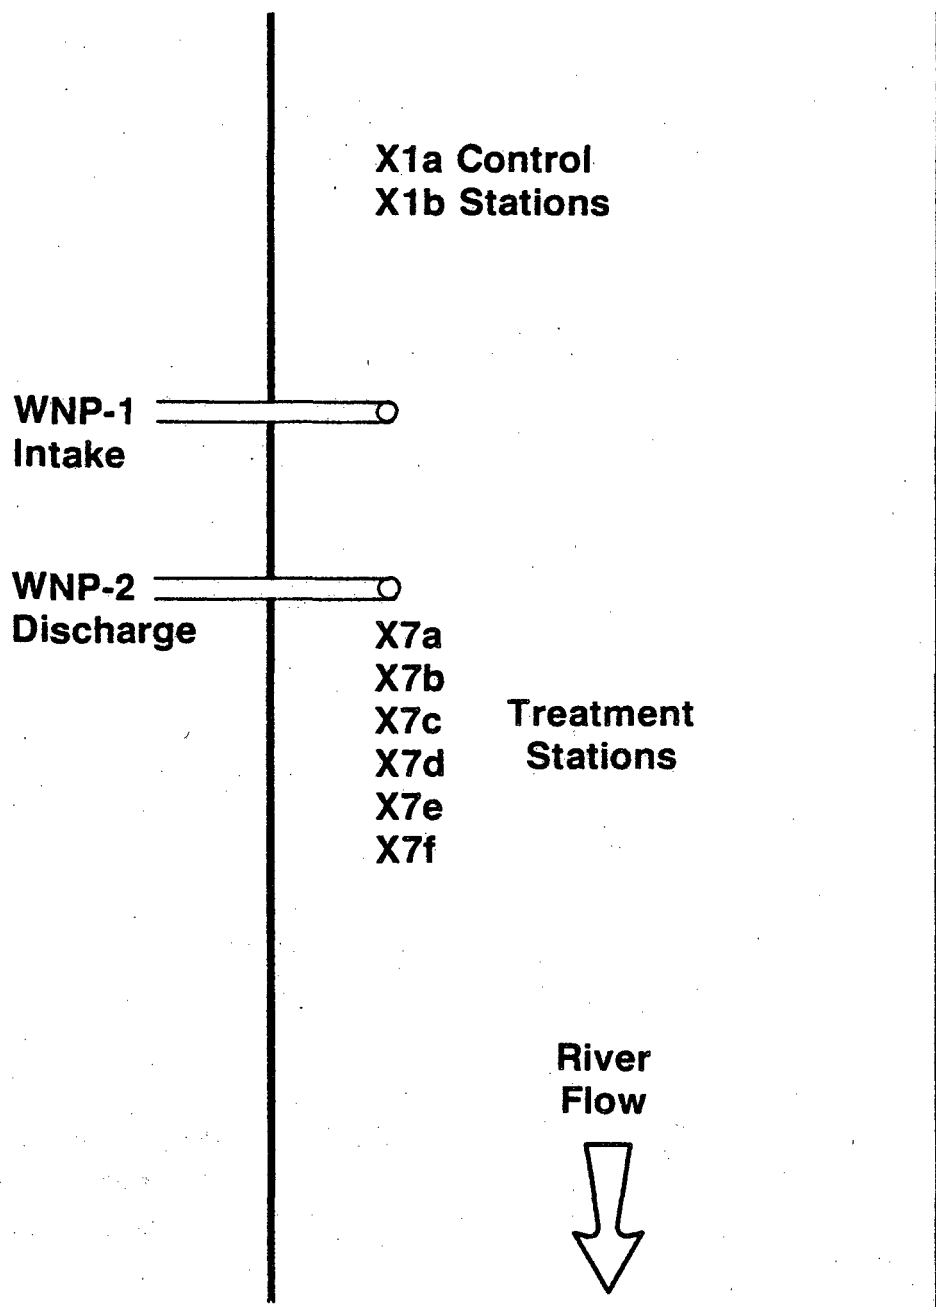 X1a Control
X1b Stations
WNP-1
Intake
WNP-2
Discharge
X7a
X7b
X7c
X7d
X7e
X7f
Treatment
Stations
River
Flow